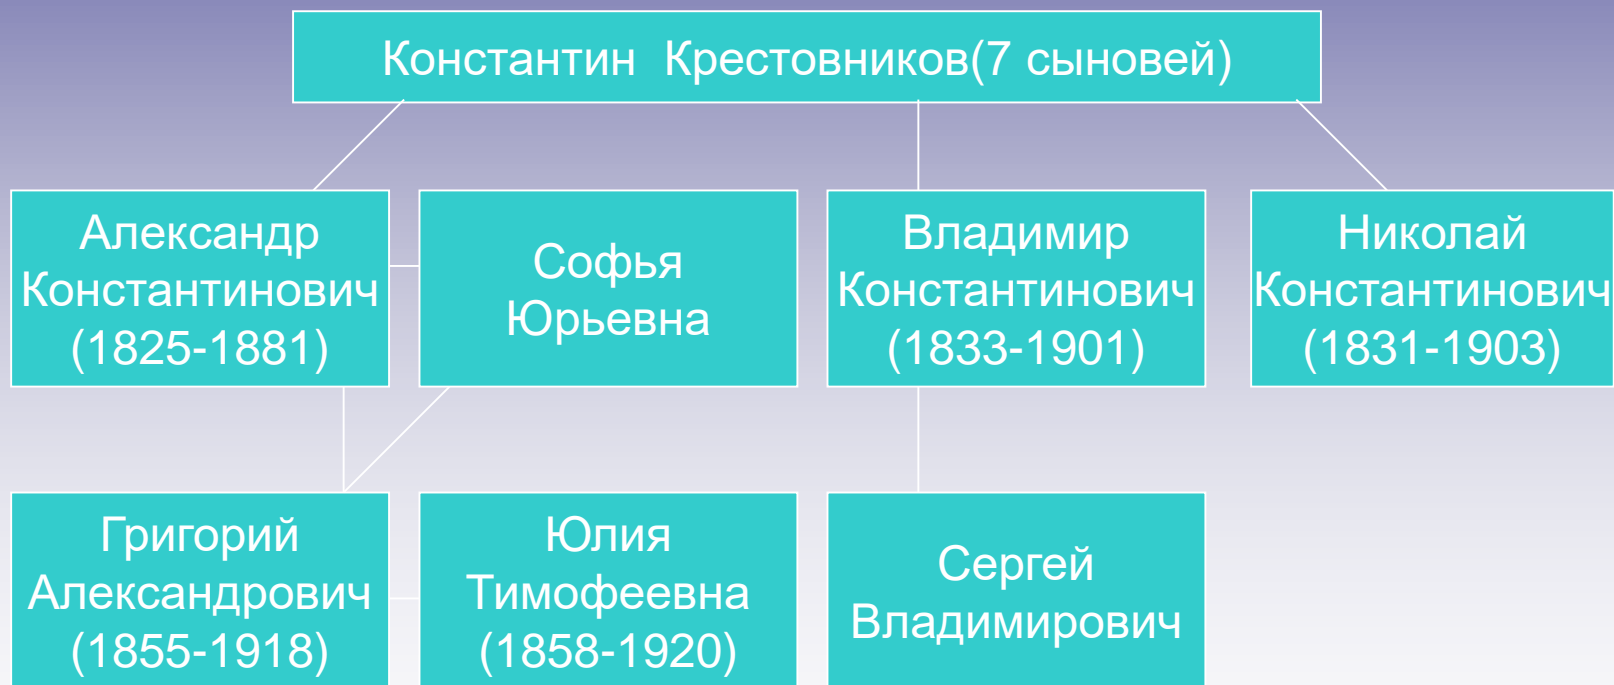 Константин Крестовников(7 сыновей)
Александр
Константинович
(1825-1881)
Софья
Юрьевна
Владимир
Константинович
(1833-1901)
Николай
Константинович
(1831-1903)
Григорий
Александрович
(1855-1918)
Юлия
Тимофеевна
(1858-1920)
Сергей
Владимирович